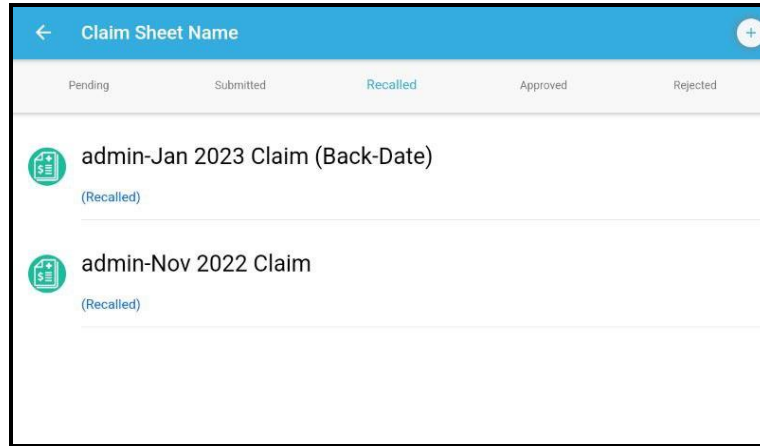 Claim Sheet Name
Pending Submitted Recalled Approved Rejected
admin-Jan 2023 Claim (Back-Date)
(Recalled)
admin-Nov 2022 Claim
(Recalled)